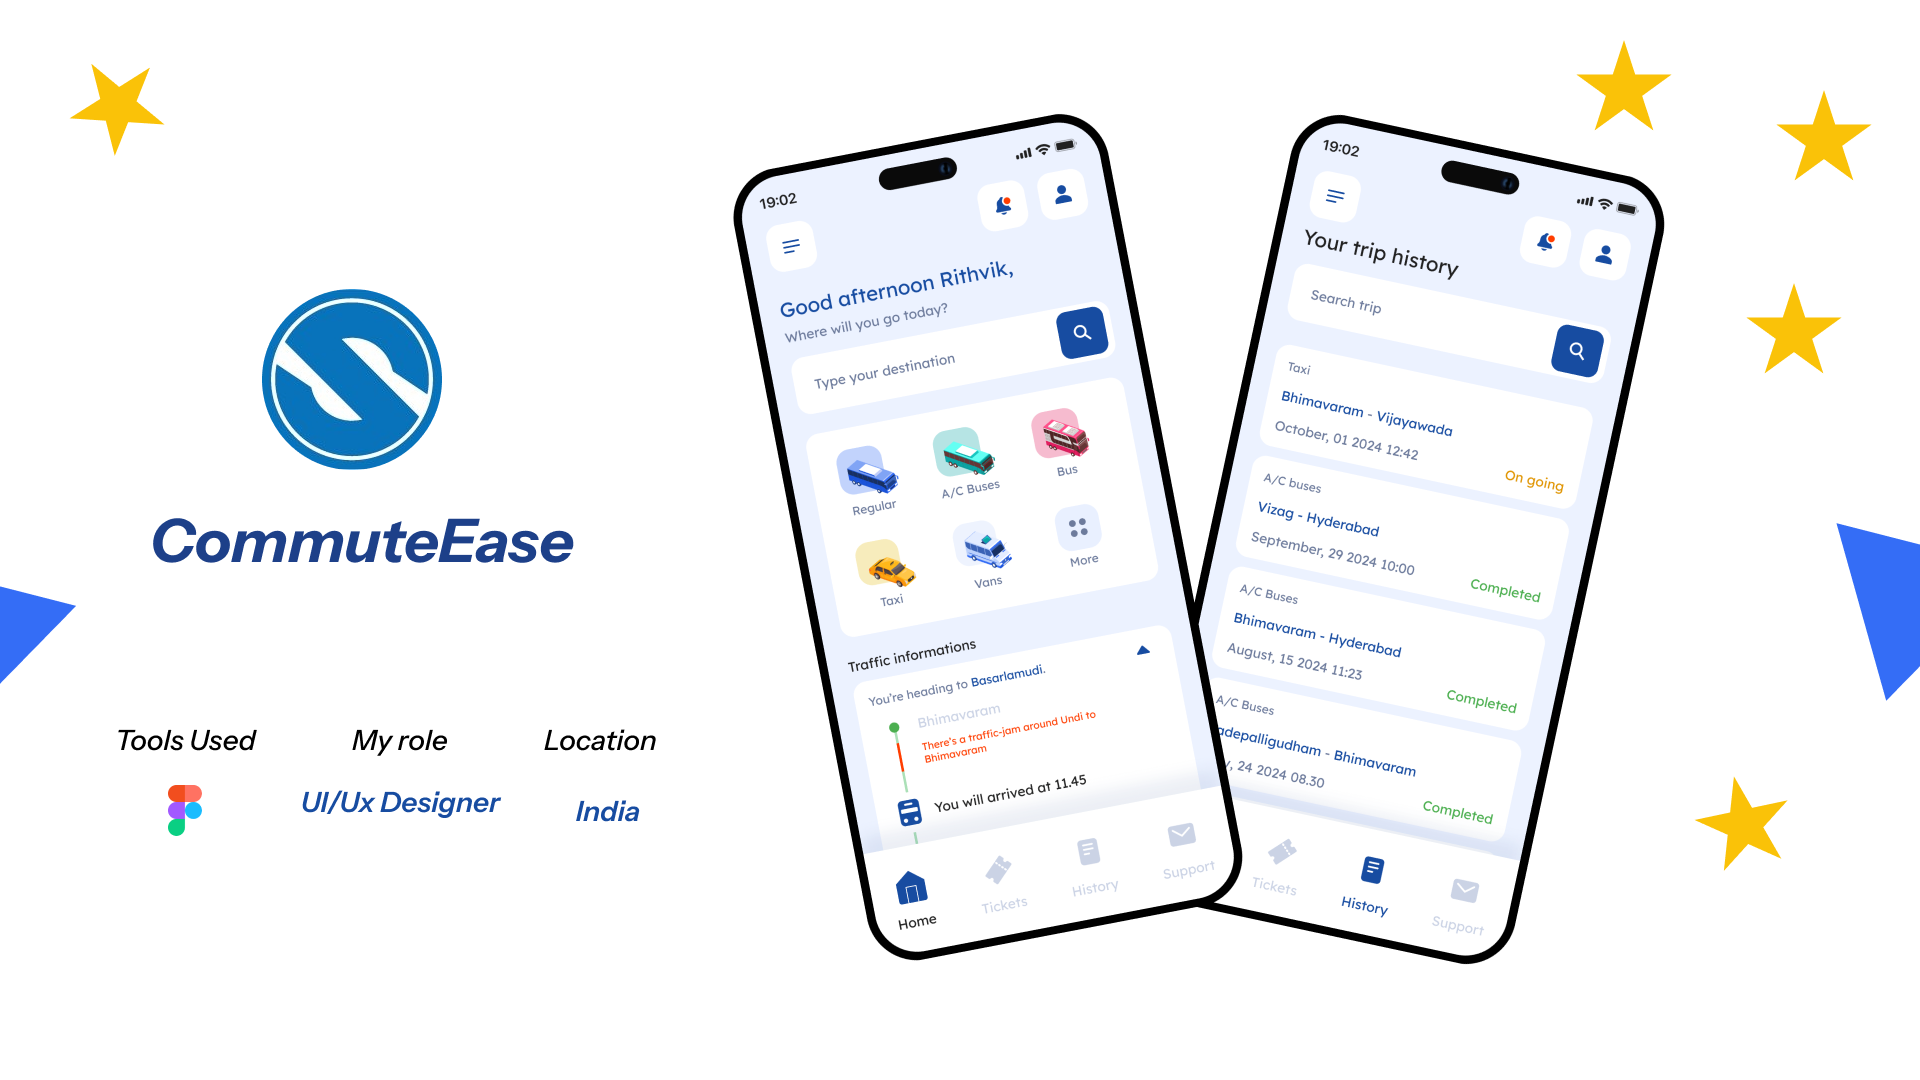 CommuteEase
Tools Used
My role
Location
UI/Ux Designer
India
19:02
Good afternoon Rithvik,
Where will you go today?
Type your destination
Regular
A/C Buses
Bus
Taxi
Vans
More
Traffic informations
You're heading to Basarlamudi.
Bhimavaram
There's a traffic-jam around Undi to
Bhimavaram
You will arrived at 11.45
Home
Tickets
History
Support
19:02
Your trip history
Search trip
Taxi
Bhimavaram - Vijayawada
October, 01 2024 12:42
On going
A/C buses
Vizag - Hyderabad
September, 29 2024 10:00
Completed
A/C Buses
Bhimavaram - Hyderabad
August, 15 2024 11:23
Completed
A/C Buses
adepalligudham - Bhimavaram
, 24 2024 08.30
Completed
Tickets
History
Support